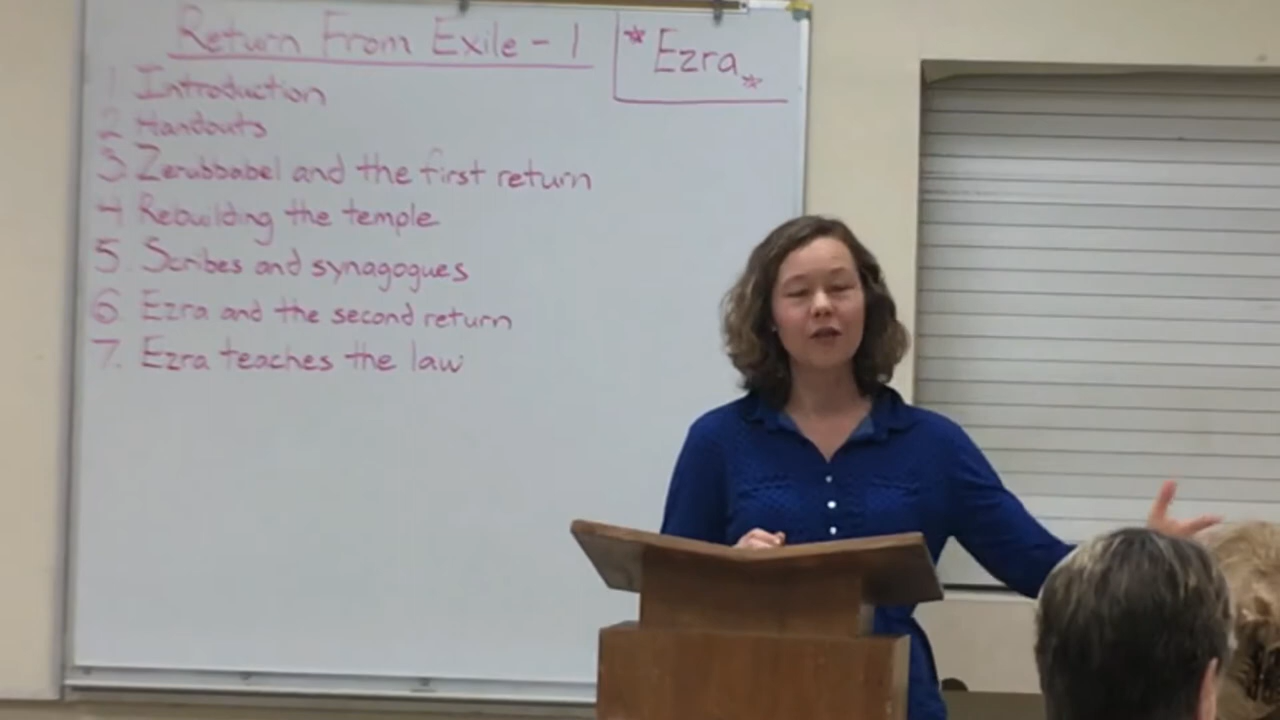 Return From Exile - 1
* Ezra *
1 Introduction
2 Handouts
3. Zerubbabel and the first return
4 Rebuilding the temple
5. Scribes and synagogues
6. Ezra and the second return
7. Ezra teaches the law